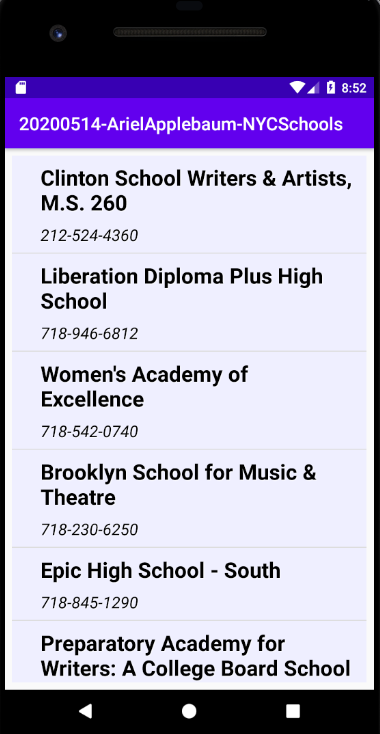 8:52
20200514-ArielApplebaum-NYCSchools
Clinton School Writers & Artists,
M.S. 260
212-524-4360
Liberation Diploma Plus High
School
718-946-6812
Women's Academy of
Excellence
718-542-0740
Brooklyn School for Music &
Theatre
718-230-6250
Epic High School - South
718-845-1290
Preparatory Academy for
Writers: A College Board School